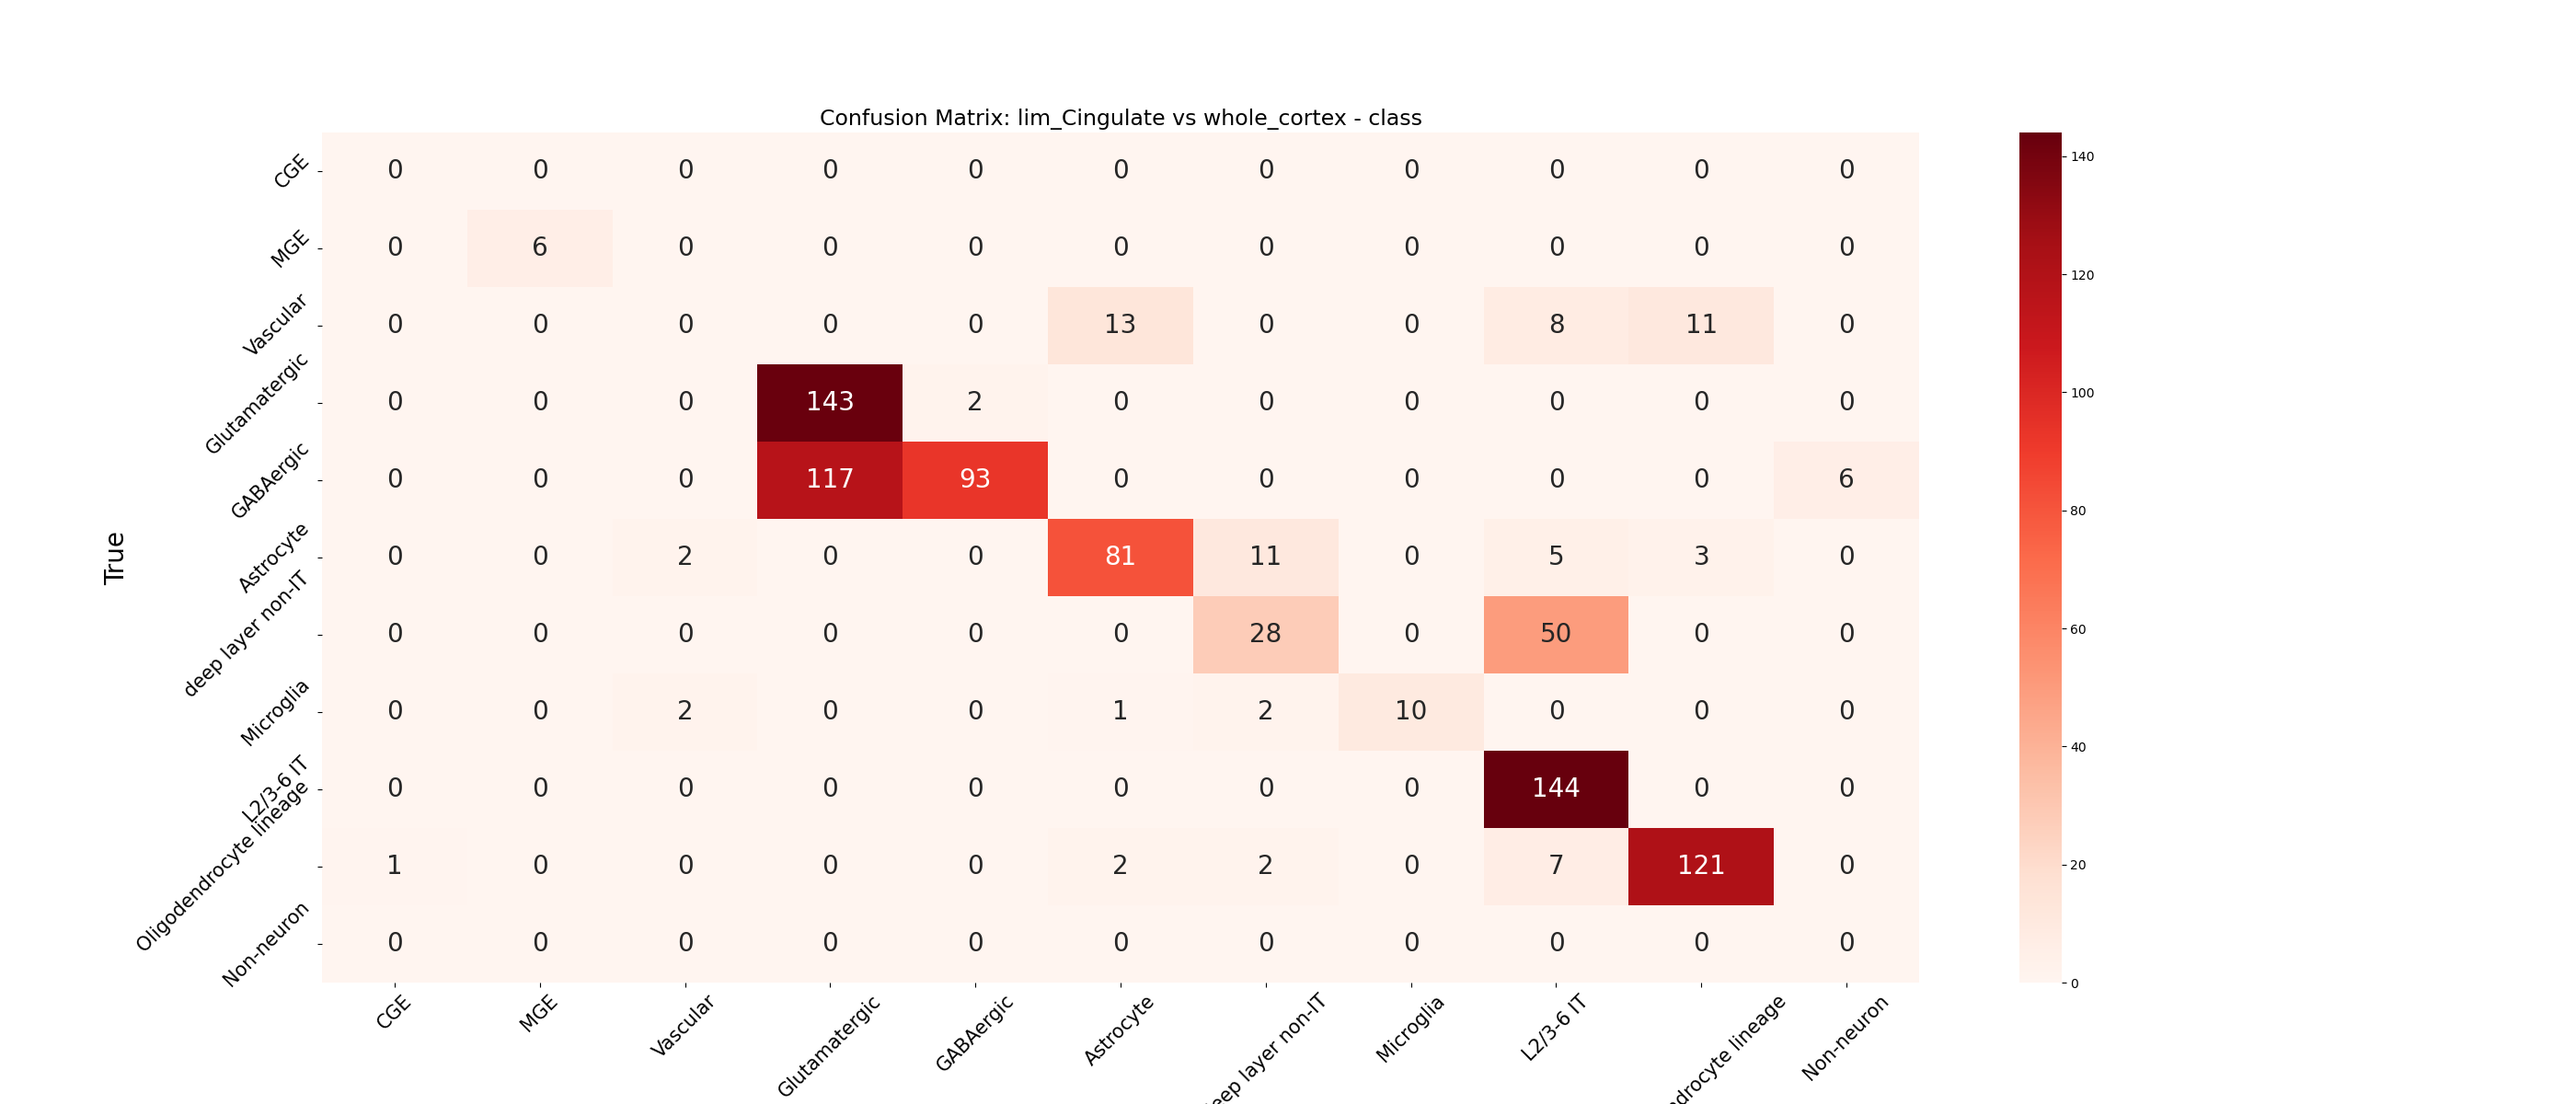 Confusion Matrix: lim_Cingulate vs whole_cortex - class
CGE 0 0 0 0 0 0 0 0 0 0 0
MGE 0 6 0 0 0 0 0 0 0 0 0
Vascular 0 0 0 0 0 13 0 0 8 11 0
Glutamatergic 0 0 0 143 2 0 0 0 0 0 0
GABAergic 0 0 0 117 93 0 0 0 0 0 6
Astrocyte 0 0 2 0 0 81 11 0 5 3 0
deep layer non-IT 0 0 0 0 0 0 28 0 50 0 0
Microglia 0 0 2 0 0 1 2 10 0 0 0
L2/3-6 IT 0 0 0 0 0 0 0 0 144 0 0
Oligodendrocyte lineage 1 0 0 0 0 2 2 0 7 121 0
Non-neuron 0 0 0 0 0 0 0 0 0 0 0
True
CGE MGE Vascular Glutamatergic GABAergic Astrocyte eep layer non-IT Microglia L2/3-6 IT ndrocyte lineage Non-neuron
140
120
100
80
60
40
20
0